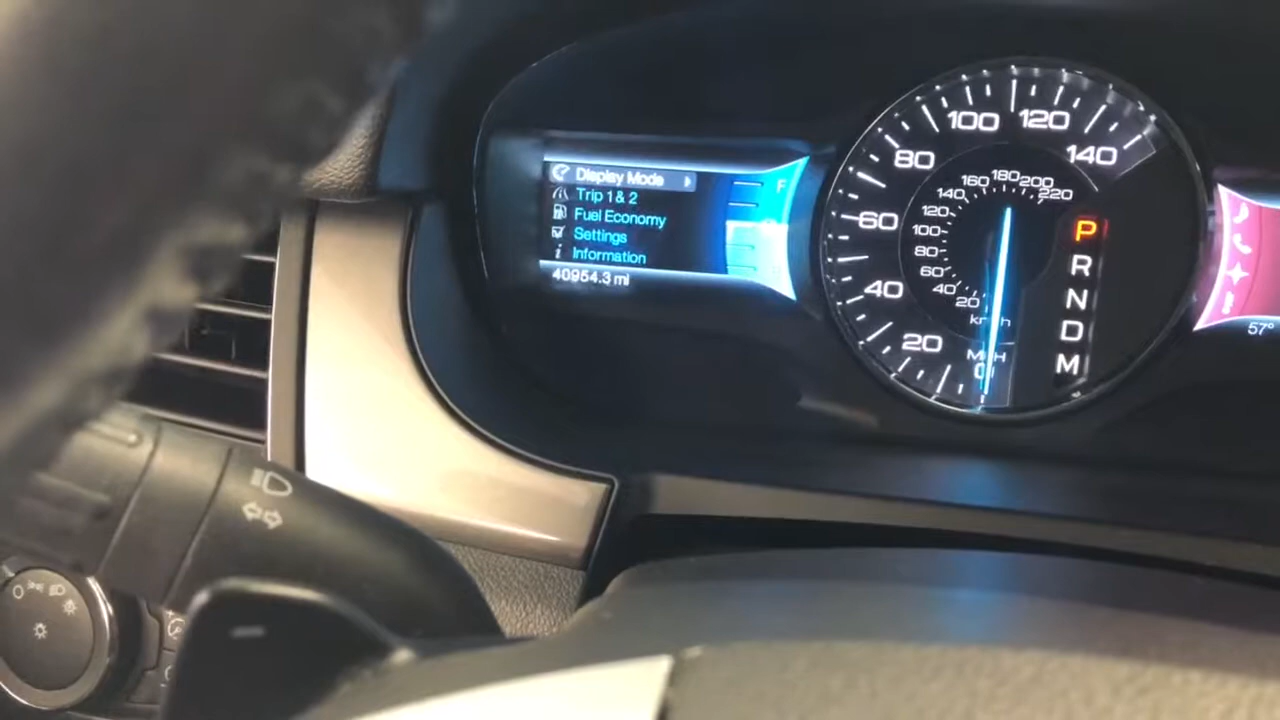 Display Mode
Trip 1 & 2
Fuel Economy
Settings
i Information
40954.3 mi
F
20
40
60
80
100
120
140
20
40
60
80
100
120
140
160
180
200
220
km/h
MPH
0
P
R
N
D
M
57°
O